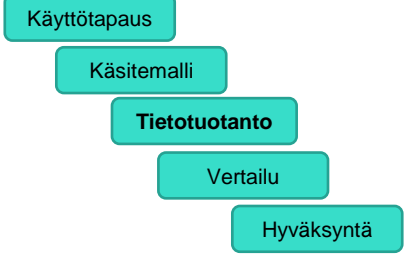 Käyttötapaus
Käsitemalli
Tietotuotanto
Vertailu
Hyväksyntä